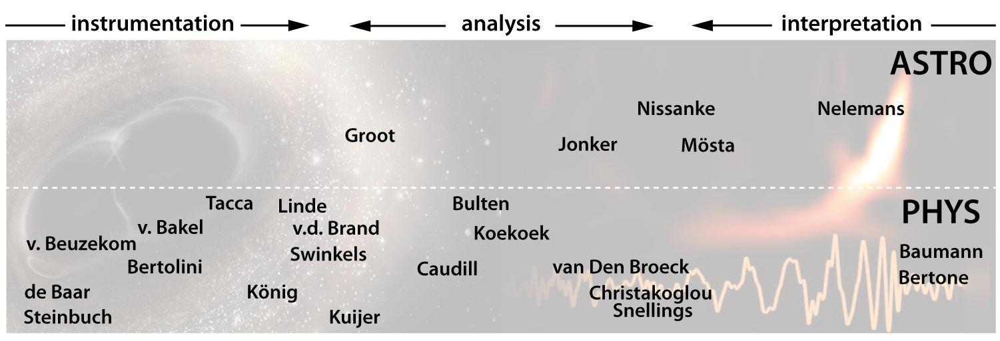 instrumentation
analysis
interpretation
ASTRO
Nissanke
Nelemans
Groot
Jonker
Mösta
Tacca
Linde
Bulten
PHYS
v. Bakel
v.d. Brand
Koekoek
v. Beuzekom
Swinkels
Baumann
Bertolini
Caudill
van Den Broeck
Bertone
de Baar
König
Christakoglou
Snellings
Steinbuch
Kuijer